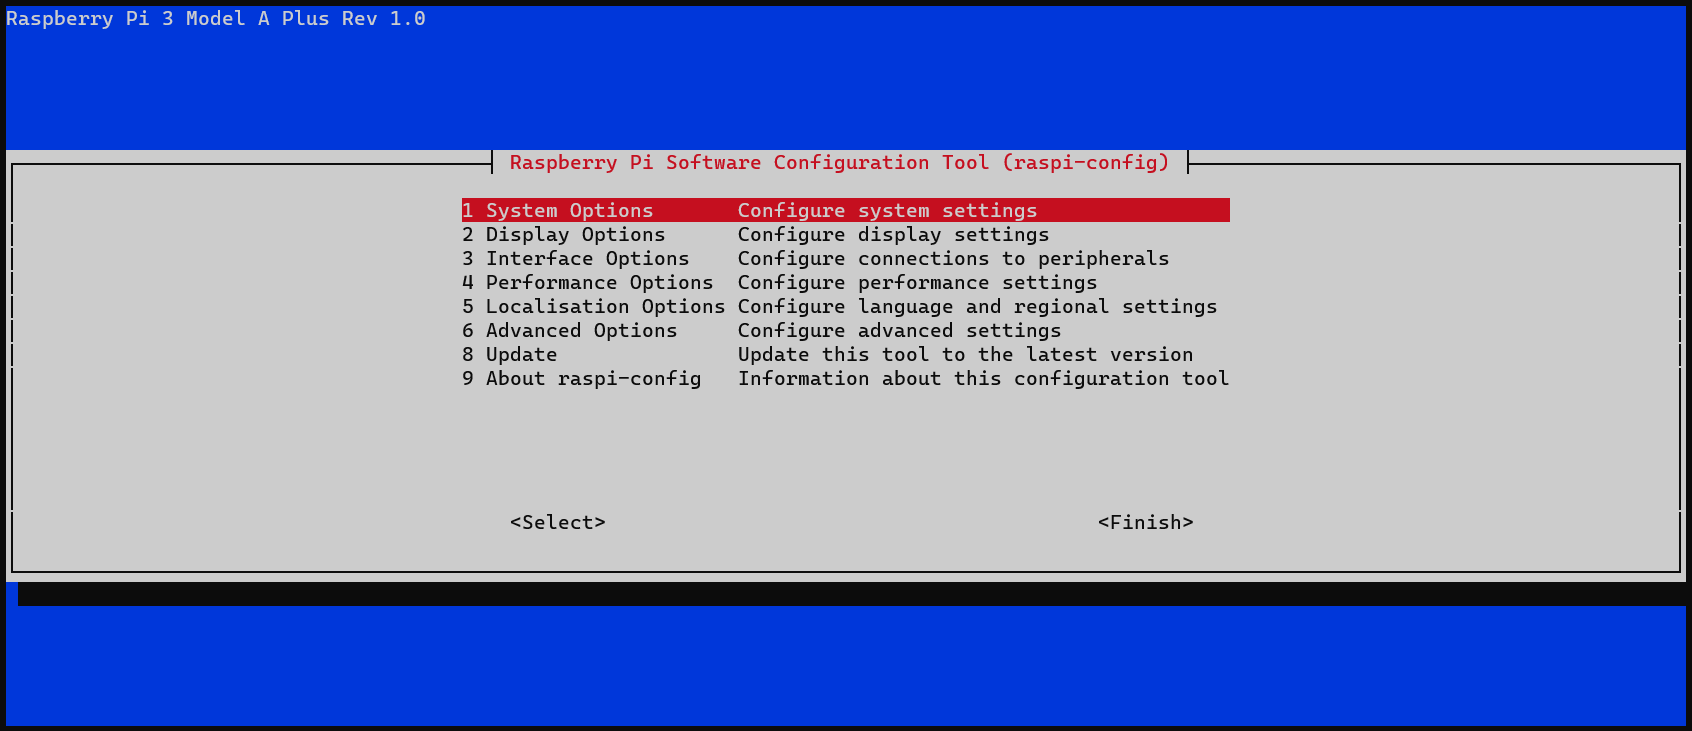 Raspberry Pi 3 Model A Plus Rev 1.0
Raspberry Pi Software Configuration Tool (raspi-config)
1 System Options Configure system settings
2 Display Options Configure display settings
3 Interface Options Configure connections to peripherals
4 Performance Options Configure performance settings
5 Localisation Options Configure language and regional settings
6 Advanced Options Configure advanced settings
8 Update Update this tool to the latest version
9 About raspi-config Information about this configuration tool
<Select> <Finish>